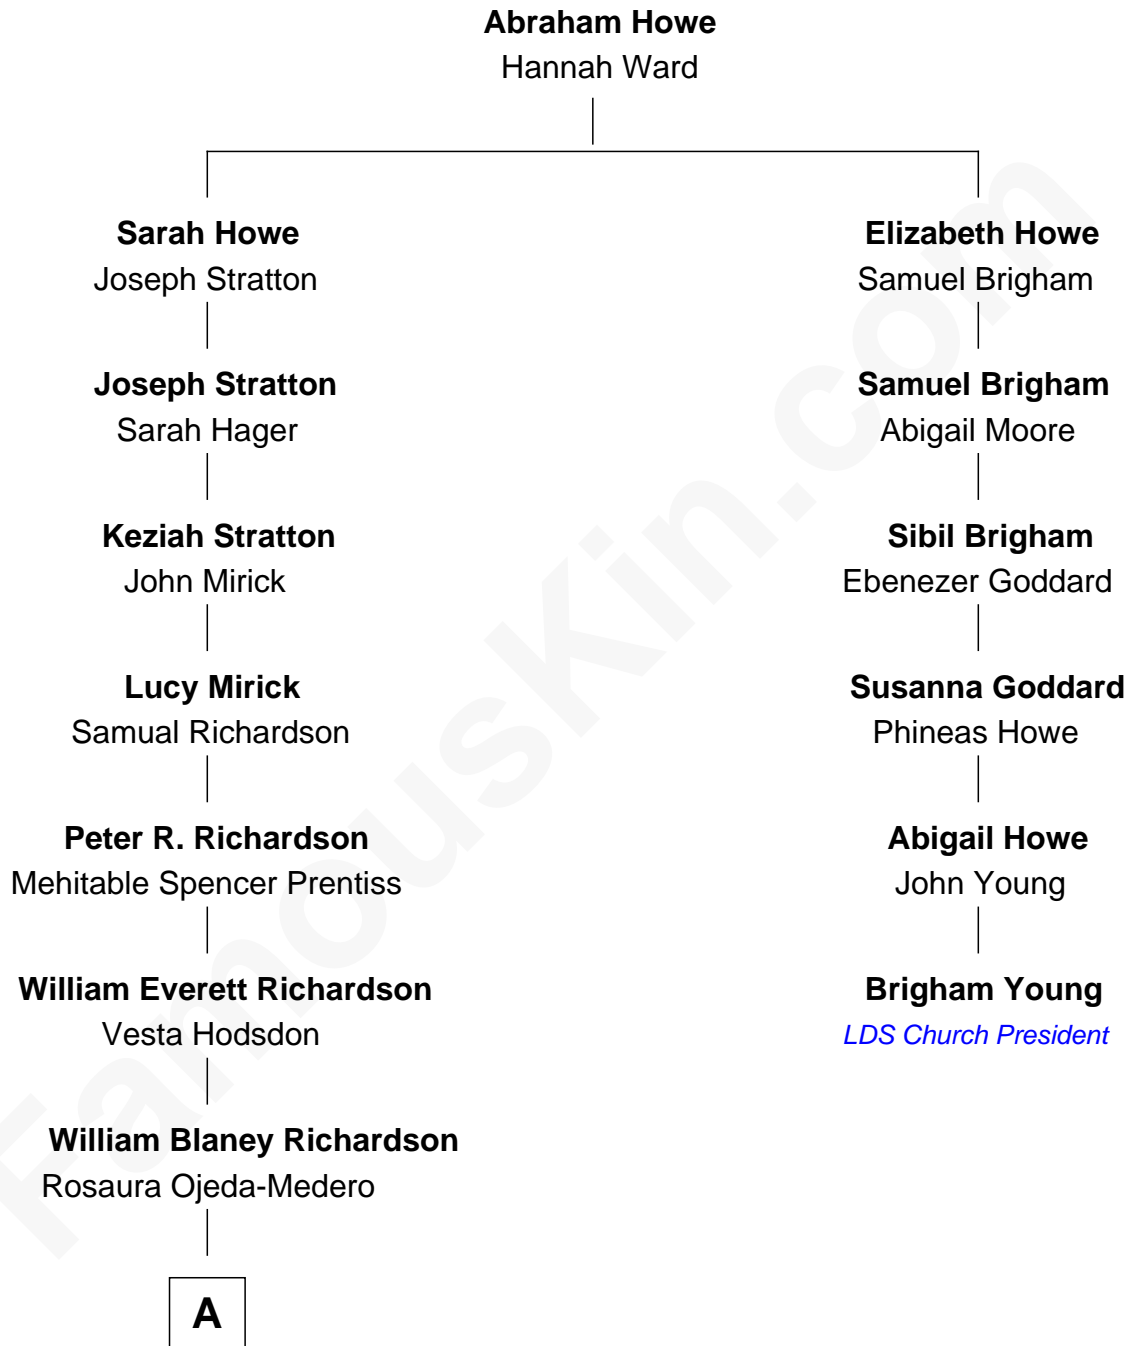 Abraham Howe
Hannah Ward
Sarah Howe
Joseph Stratton
Joseph Stratton
Sarah Hager
Keziah Stratton
John Mirick
Lucy Mirick
Samual Richardson
Peter R. Richardson
Mehitable Spencer Prentiss
William Everett Richardson
Vesta Hodsdon
William Blaney Richardson
Rosaura Ojeda-Medero
A
Elizabeth Howe
Samuel Brigham
Samuel Brigham
Abigail Moore
Sibil Brigham
Ebenezer Goddard
Susanna Goddard
Phineas Howe
Abigail Howe
John Young
Brigham Young
LDS Church President
FamousKin.com